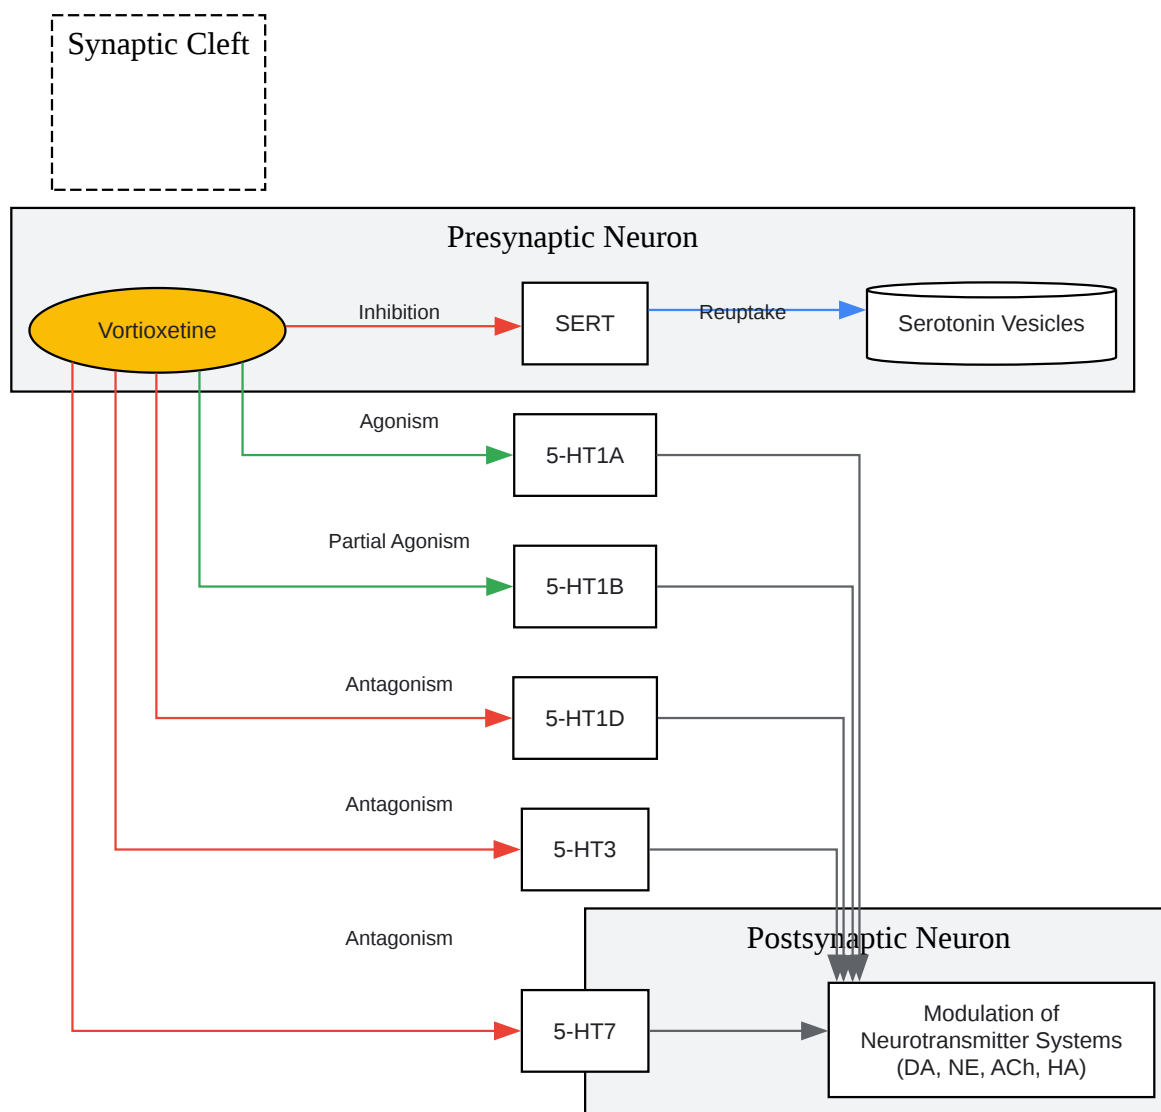 Synaptic Cleft
Presynaptic Neuron
Vortioxetine
Inhibition
SERT
Reuptake
Serotonin Vesicles
Agonism
5-HT1A
Partial Agonism
5-HT1B
Antagonism
5-HT1D
Antagonism
5-HT3
Antagonism
Postsynaptic Neuron
5-HT7
Modulation of
Neurotransmitter Systems
(DA, NE, ACh, HA)